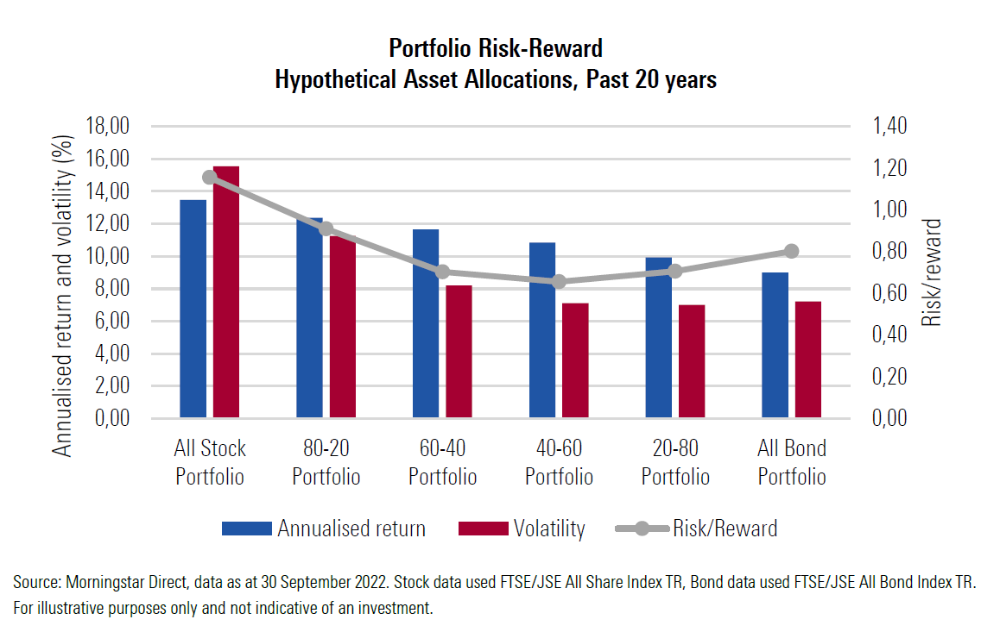 Portfolio Risk-Reward
Hypothetical Asset Allocations, Past 20 years
Annualised return and volatility (%)
18,00
16,00
14,00
12,00
10,00
8,00
6,00
4,00
2,00
0,00
1,40
1,20
1,00
0,80
0,60
0,40
0,20
0,00
Risk/reward
All Stock
Portfolio
80-20
Portfolio
60-40
Portfolio
40-60
Portfolio
20-80
Portfolio
All Bond
Portfolio
Annualised return
Volatility
Risk/Reward
Source: Morningstar Direct, data as at 30 September 2022. Stock data used FTSE/JSE All Share Index TR, Bond data used FTSE/JSE All Bond Index TR.
For illustrative purposes only and not indicative of an investment.